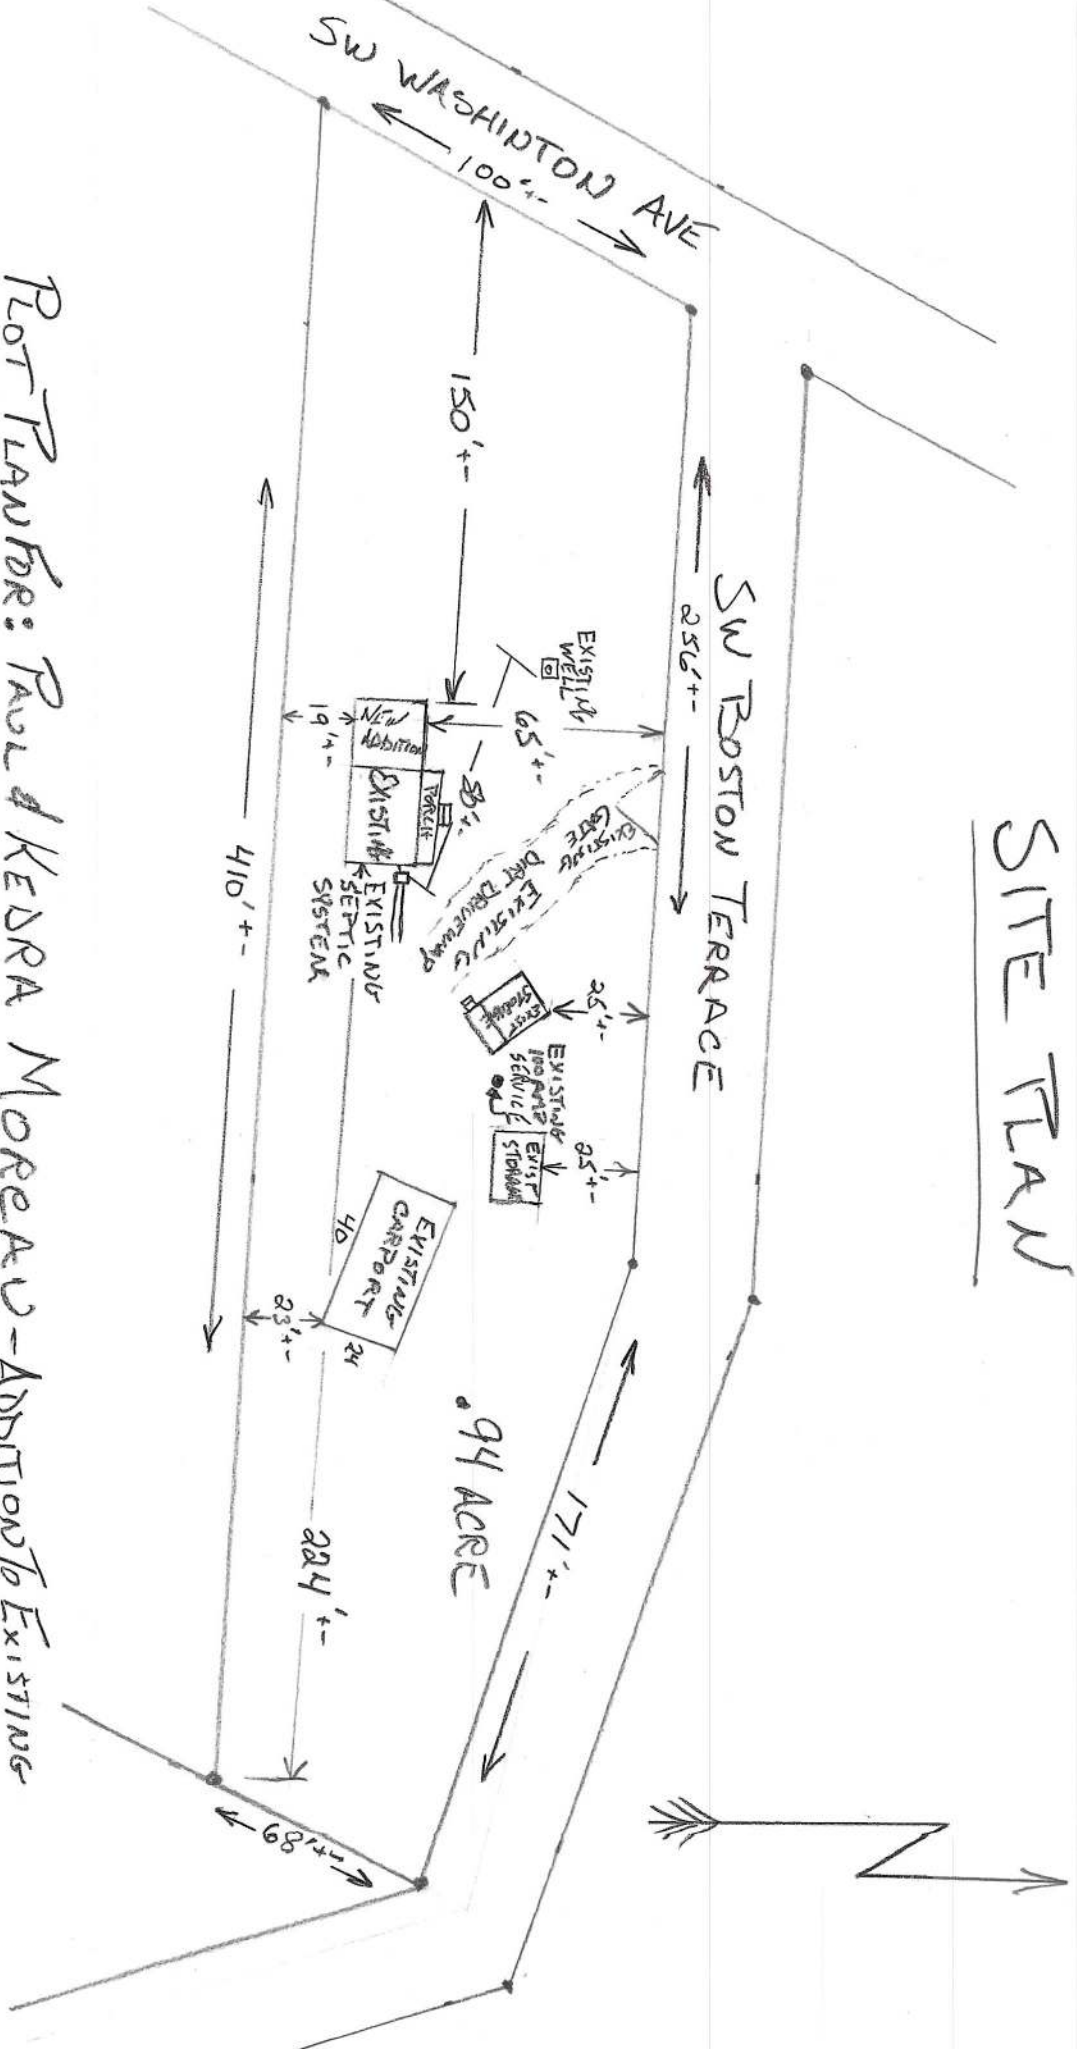 SITE PLAN
SW WASHINTON AVE
100'+-
SW BOSTON TERRACE
256'+-
171'+-
150'+-
EXISTING
WELL
65'+-
EXISTING
GATE
EXISTING
DIRT DRIVEWAY
NEW
ADDITION
PORCH
EXISTING
19'+-
EXISTING
SEPTIC
SYSTEM
25'+-
EXIST
STORAGE
EXISTING
100 AMP
SERVICE
25'+-
EXIST
STORAGE
EXISTING
CARPORT
40
24
23'+-
.94 ACRE
224'+-
410'+-
68'+-
PLOT PLAN FOR: PAUL & KEDRA MOREAU - ADDITION TO EXISTING